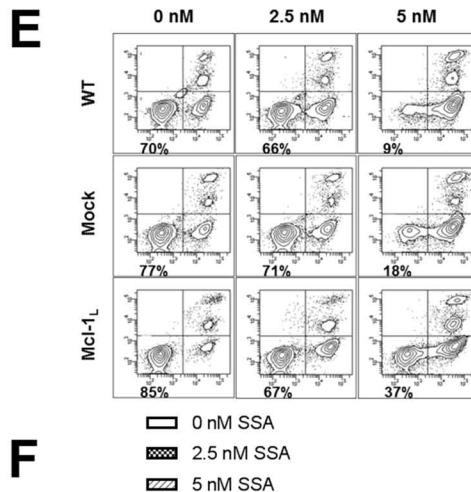 E
0 nM 2.5 nM 5 nM
WT
70% 66% 9%
Mock
77% 71% 18%
Mcl-1L
85% 67% 37%
0 nM SSA
2.5 nM SSA
5 nM SSA
F